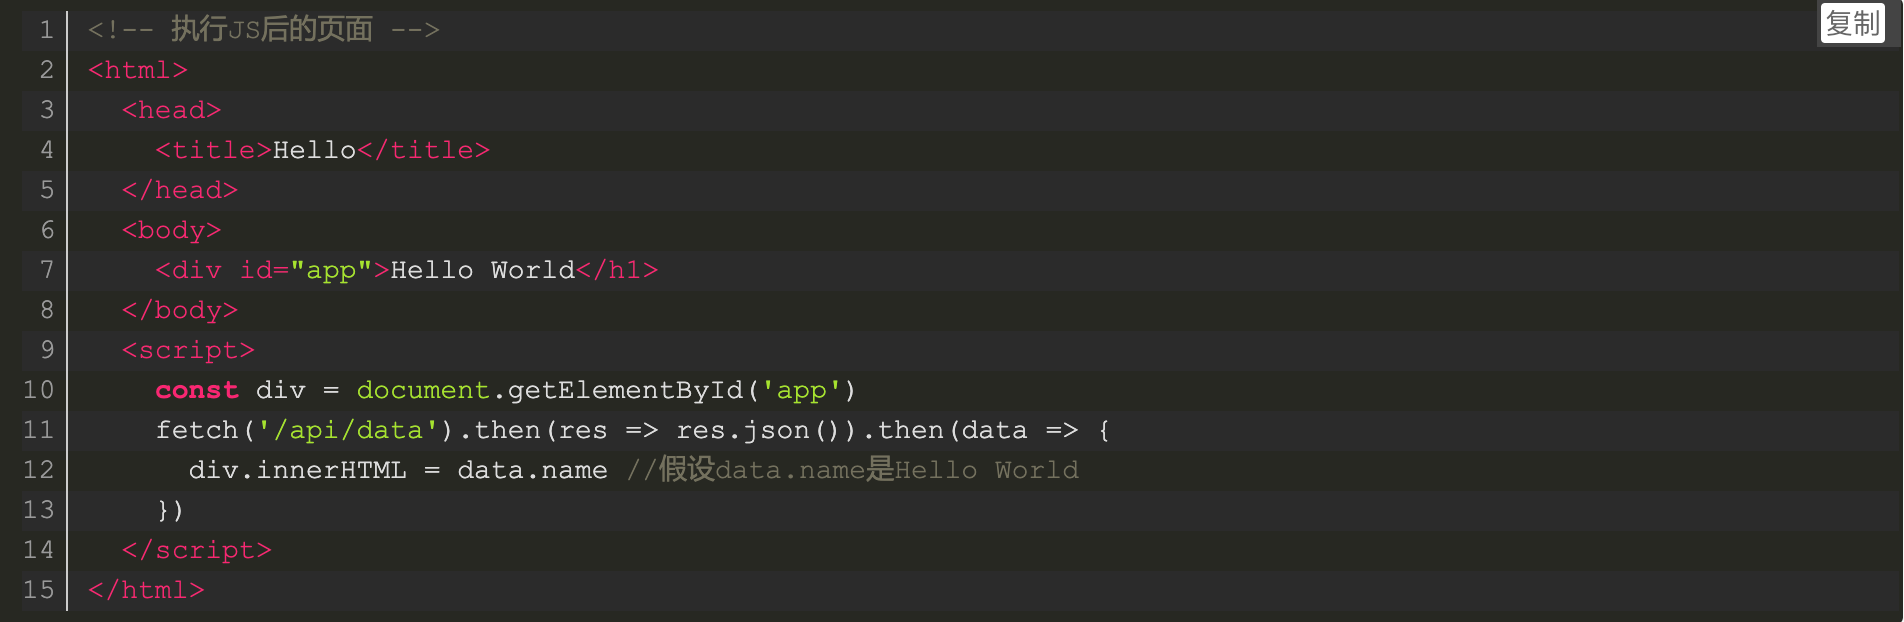 复制
1 <!-- 执行JS后的页面 -->
2 <html>
3   <head>
4     <title>Hello</title>
5   </head>
6   <body>
7     <div id="app">Hello World</h1>
8   </body>
9   <script>
10     const div = document.getElementById('app')
11     fetch('/api/data').then(res => res.json()).then(data => {
12       div.innerHTML = data.name //假设data.name是Hello World
13     })
14   </script>
15 </html>